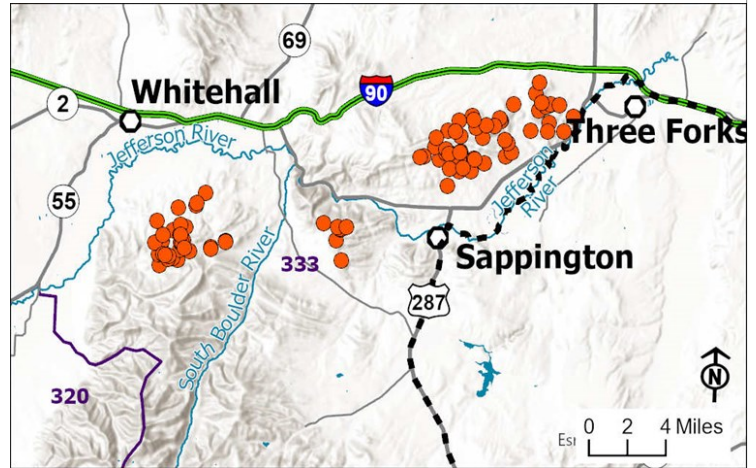 69
90
2
Whitehall
Three Forks
Jefferson River
Jefferson
River
55
333
Sappington
South Boulder River
287
320
N
0 2 4 Miles
Esr